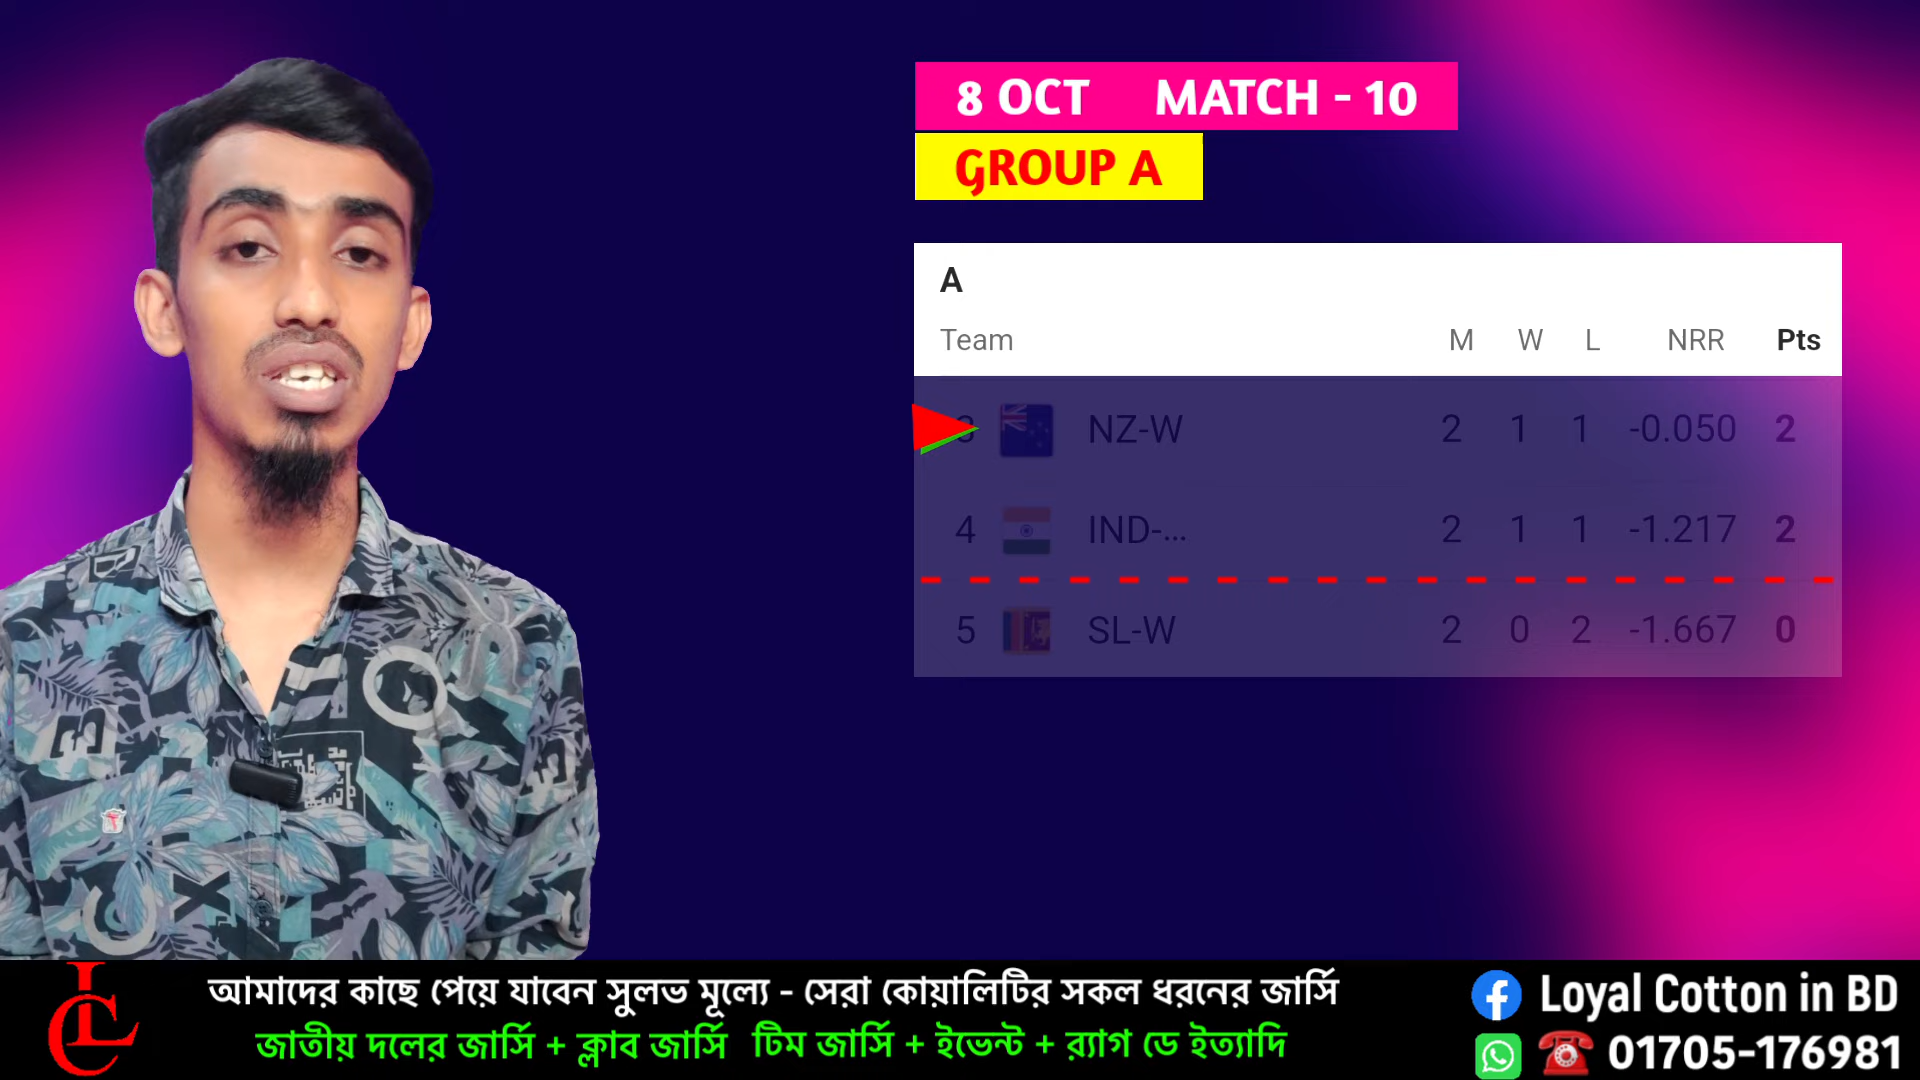 8 OCT MATCH - 10
GROUP A
A
Team M W L NRR Pts
NZ-W 2 1 1 -0.050 2
4 IND-... 2 1 1 -1.217 2
5 SL-W 2 0 2 -1.667 0
আমাদের কাছে পেয়ে যাবেন সুলভ মূল্যে - সেরা কোয়ালিটির সকল ধরনের জার্সি
জাতীয় দলের জার্সি + ক্লাব জার্সি টিম জার্সি + ইভেন্ট + র‍্যাগ ডে ইত্যাদি
LC
Loyal Cotton in BD
01705-176981